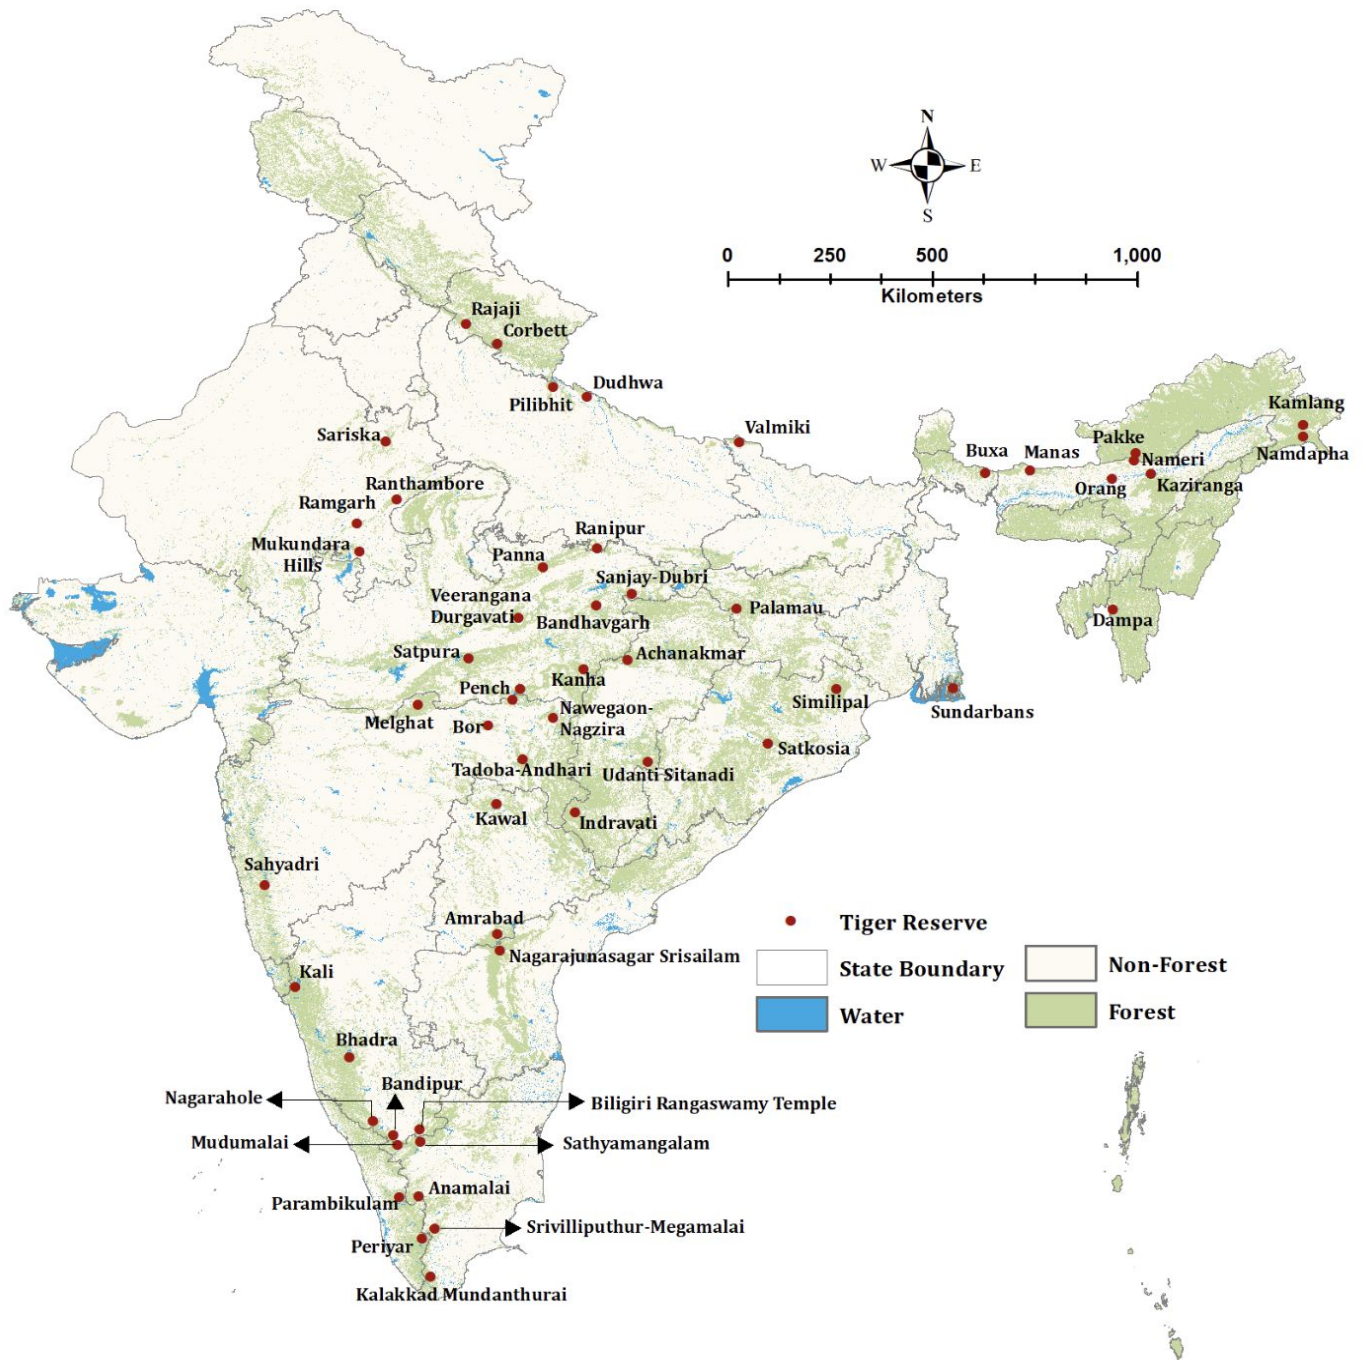 N
W E
S
0 250 500 1,000
Kilometers
Rajaji
Corbett
Dudhwa
Pilibhit
Valmiki
Kamlang
Namdapha
Pakke
Nameri
Buxa
Manas
Orang
Kaziranga
Sariska
Ranthambore
Ramgarh
Mukundara
Hills
Ranipur
Panna
Sanjay-Dubri
Veerangana
Durgavati
Bandhavgarh
Palamau
Dampa
Satpura
Achanakmar
Kanha
Pench
Similipal
Sundarbans
Melghat
Bor
Nawegaon-
Nagzira
Satkosia
Tadoba-Andhari
Udanti Sitanadi
Kawal
Indravati
Sahyadri
Amrabad
Nagarajunasagar Srisailam
Kali
Tiger Reserve
State Boundary
Water
Non-Forest
Forest
Bhadra
Bandipur
Nagarahole
Biligiri Rangaswamy Temple
Mudumalai
Sathyamangalam
Anamalai
Parambikulam
Srivilliputhur-Megamalai
Periyar
Kalakkad Mundanthurai